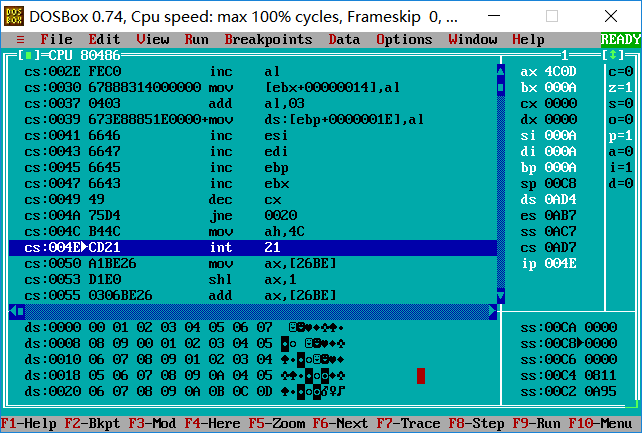 DOS BOX DOSBox 0.74, Cpu speed: max 100% cycles, Frameskip 0, ...
≡ File Edit View Run Breakpoints Data Options Window Help READY
[■]-CPU 80486 1 [↕]
cs:002E FEC0 inc al ax 4C0D c=0
cs:0030 67888314000000 mov [ebx+00000014],al bx 000A z=1
cs:0037 0403 add al,03 cx 0000 s=0
cs:0039 673E88851E0000+mov ds:[ebp+0000001E],al dx 000A o=0
cs:0041 6646 inc esi si 000A p=1
cs:0043 6647 inc edi di 000A a=0
cs:0045 6645 inc ebp bp 000A i=1
cs:0047 6643 inc ebx sp 00C8 d=0
cs:0049 49 dec cx ds 0AD4
cs:004A 75D4 jne 0020 es 0AB7
cs:004C B44C mov ah,4C ss 0AC7
cs:004E►CD21 int 21 cs 0AD7
cs:0050 A1BE26 mov ax,[26BE] ip 004E
cs:0053 D1E0 shl ax,1
cs:0055 0306BE26 add ax,[26BE]
ds:0000 00 01 02 03 04 05 06 07 ☺☻♥♦♣♠• ss:00CA 0000
ds:0008 08 09 00 01 02 03 04 05 ◘○ ☺☻♥♦♣ ss:00C8►0000
ds:0010 06 07 08 09 01 02 03 04 ♠•◘○☺☻♥♦ ss:00C6 0000
ds:0018 05 06 07 08 09 0A 04 05 ♣♠•◘○◙♦♣ ss:00C4 0811
ds:0020 06 07 08 09 0A 0B 0C 0D ♠•◘○◙♂♀♪ ss:00C2 0A95
F1-Help F2-Bkpt F3-Mod F4-Here F5-Zoom F6-Next F7-Trace F8-Step F9-Run F10-Menu